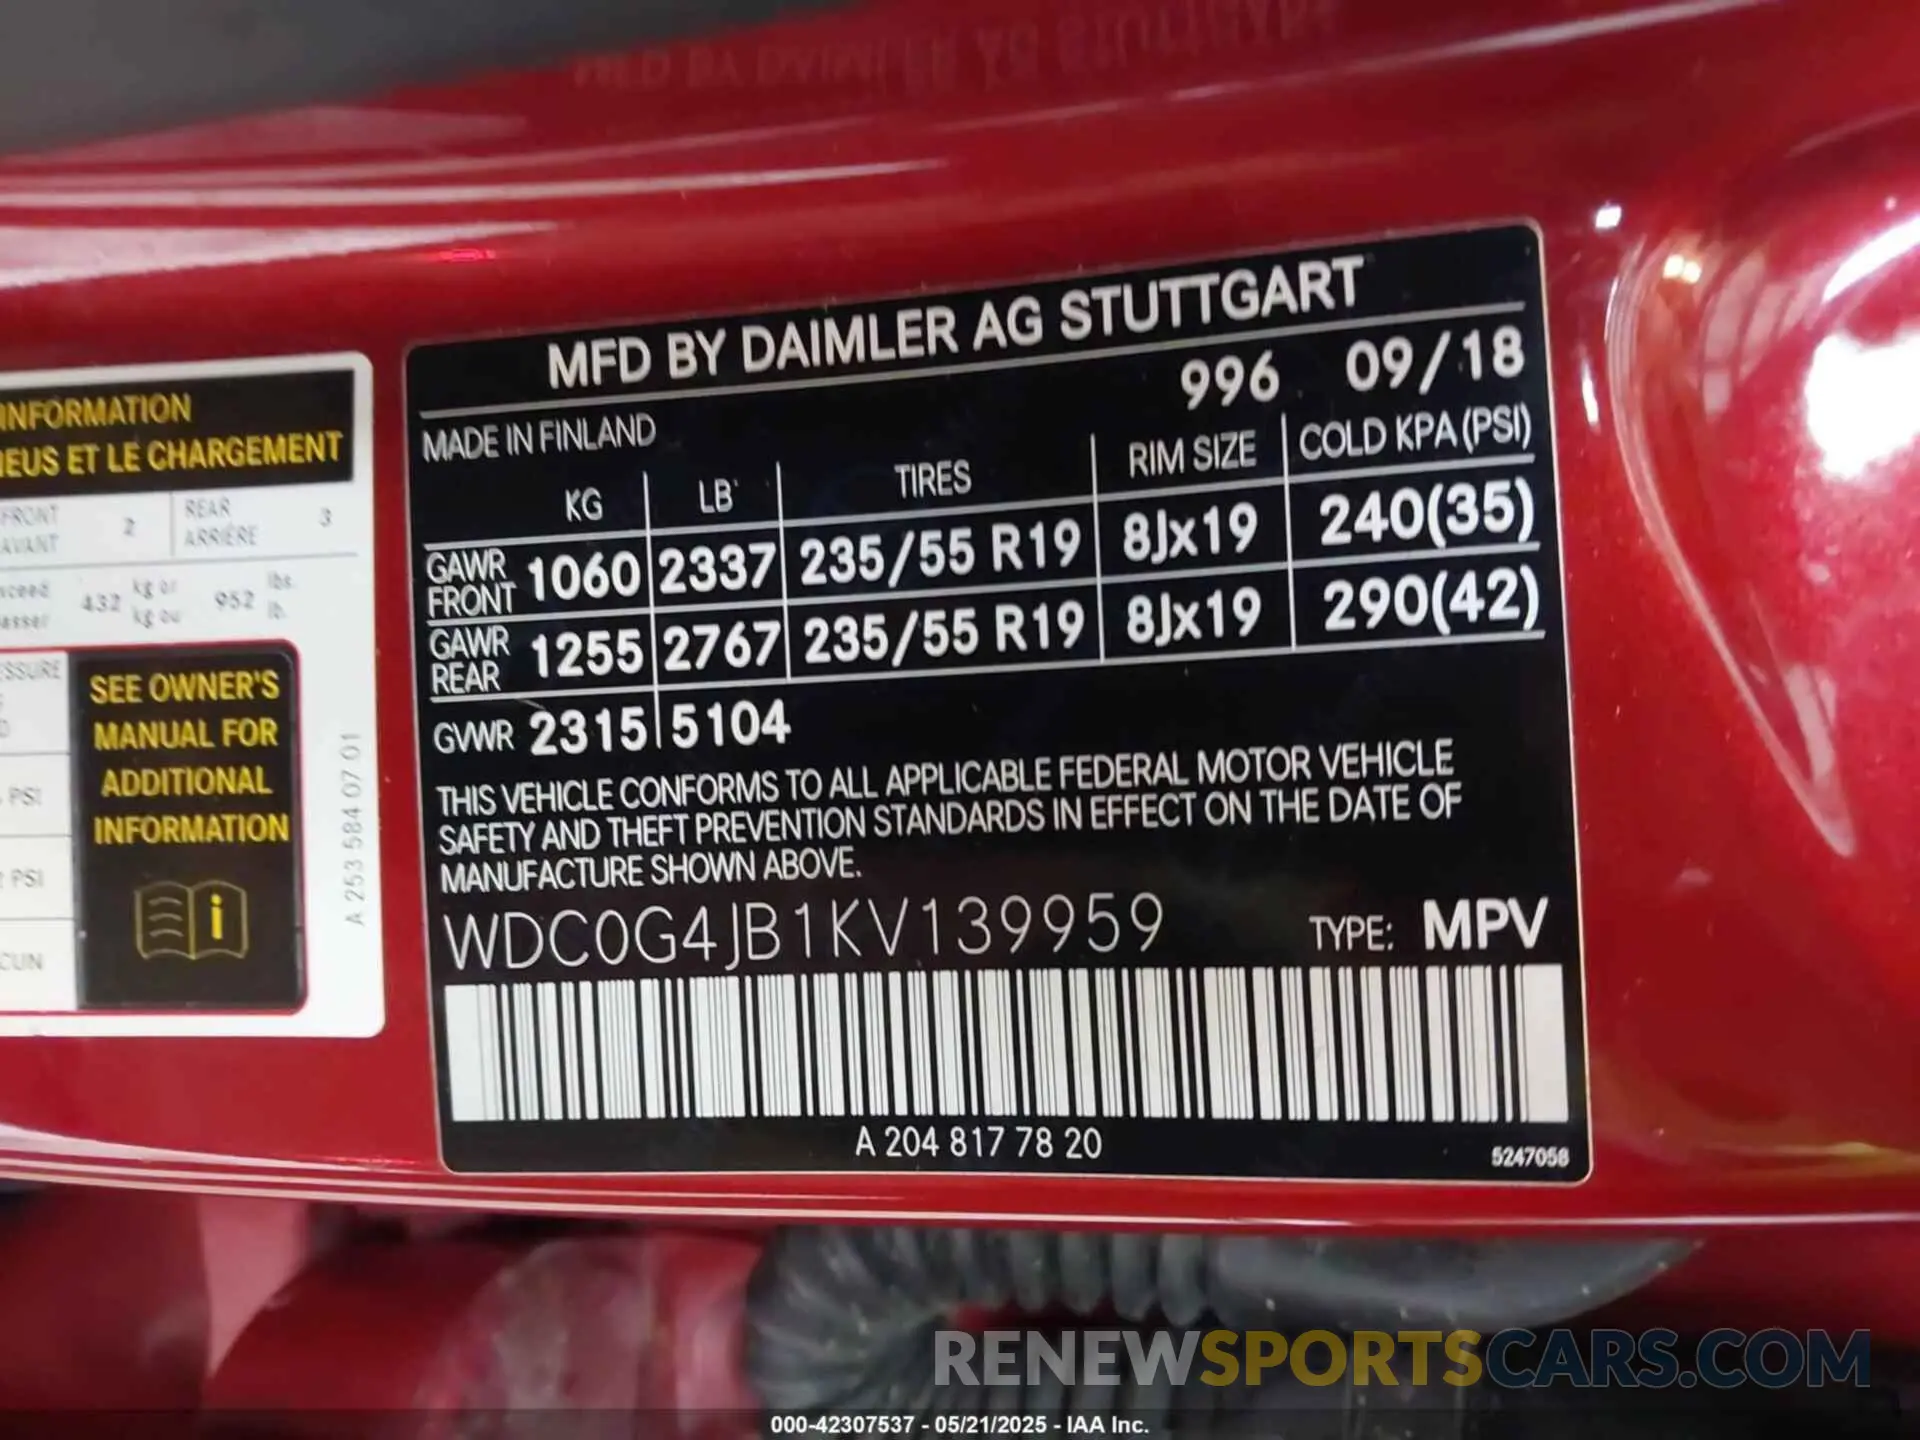 INFORMATION
ET LE CHARGEMENT
FRONT
AVANT
2
REAR
ARRIÈRE
3
432
kg or
kg ou
952
lbs.
lb.
PSI
PSI
SEE OWNER'S
MANUAL FOR
ADDITIONAL
INFORMATION
i
A 253 584 07 01
MFD BY DAIMLER AG STUTTGART
996 09/18
MADE IN FINLAND
KG LB TIRES RIM SIZE COLD KPA (PSI)
GAWR FRONT 1060 2337 235/55 R19 8Jx19 240(35)
GAWR REAR 1255 2767 235/55 R19 8Jx19 290(42)
GVWR 2315 5104
THIS VEHICLE CONFORMS TO ALL APPLICABLE FEDERAL MOTOR VEHICLE
SAFETY AND THEFT PREVENTION STANDARDS IN EFFECT ON THE DATE OF
MANUFACTURE SHOWN ABOVE.
WDC0G4JB1KV139959 TYPE: MPV
A 204 817 78 20
5247058
RENEWSPORTSCARS.COM
000-42307537 - 05/21/2025 - IAA Inc.